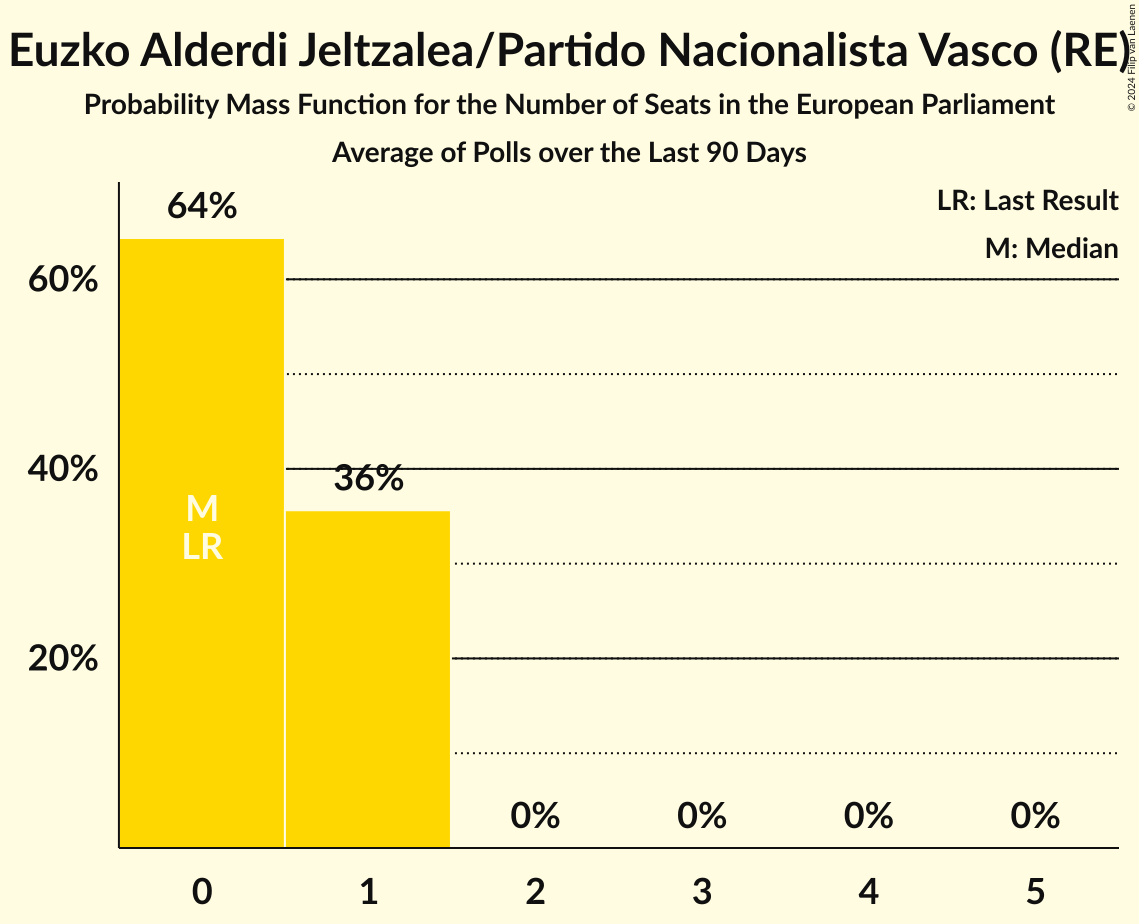 Euzko Alderdi Jeltzalea/Partido Nacionalista Vasco (RE)
© 2024 Filip van Laenen
Probability Mass Function for the Number of Seats in the European Parliament
Average of Polls over the Last 90 Days
LR: Last Result
M: Median
64%
60%
40%
36%
M
LR
20%
0% 0% 0% 0%
0 1 2 3 4 5